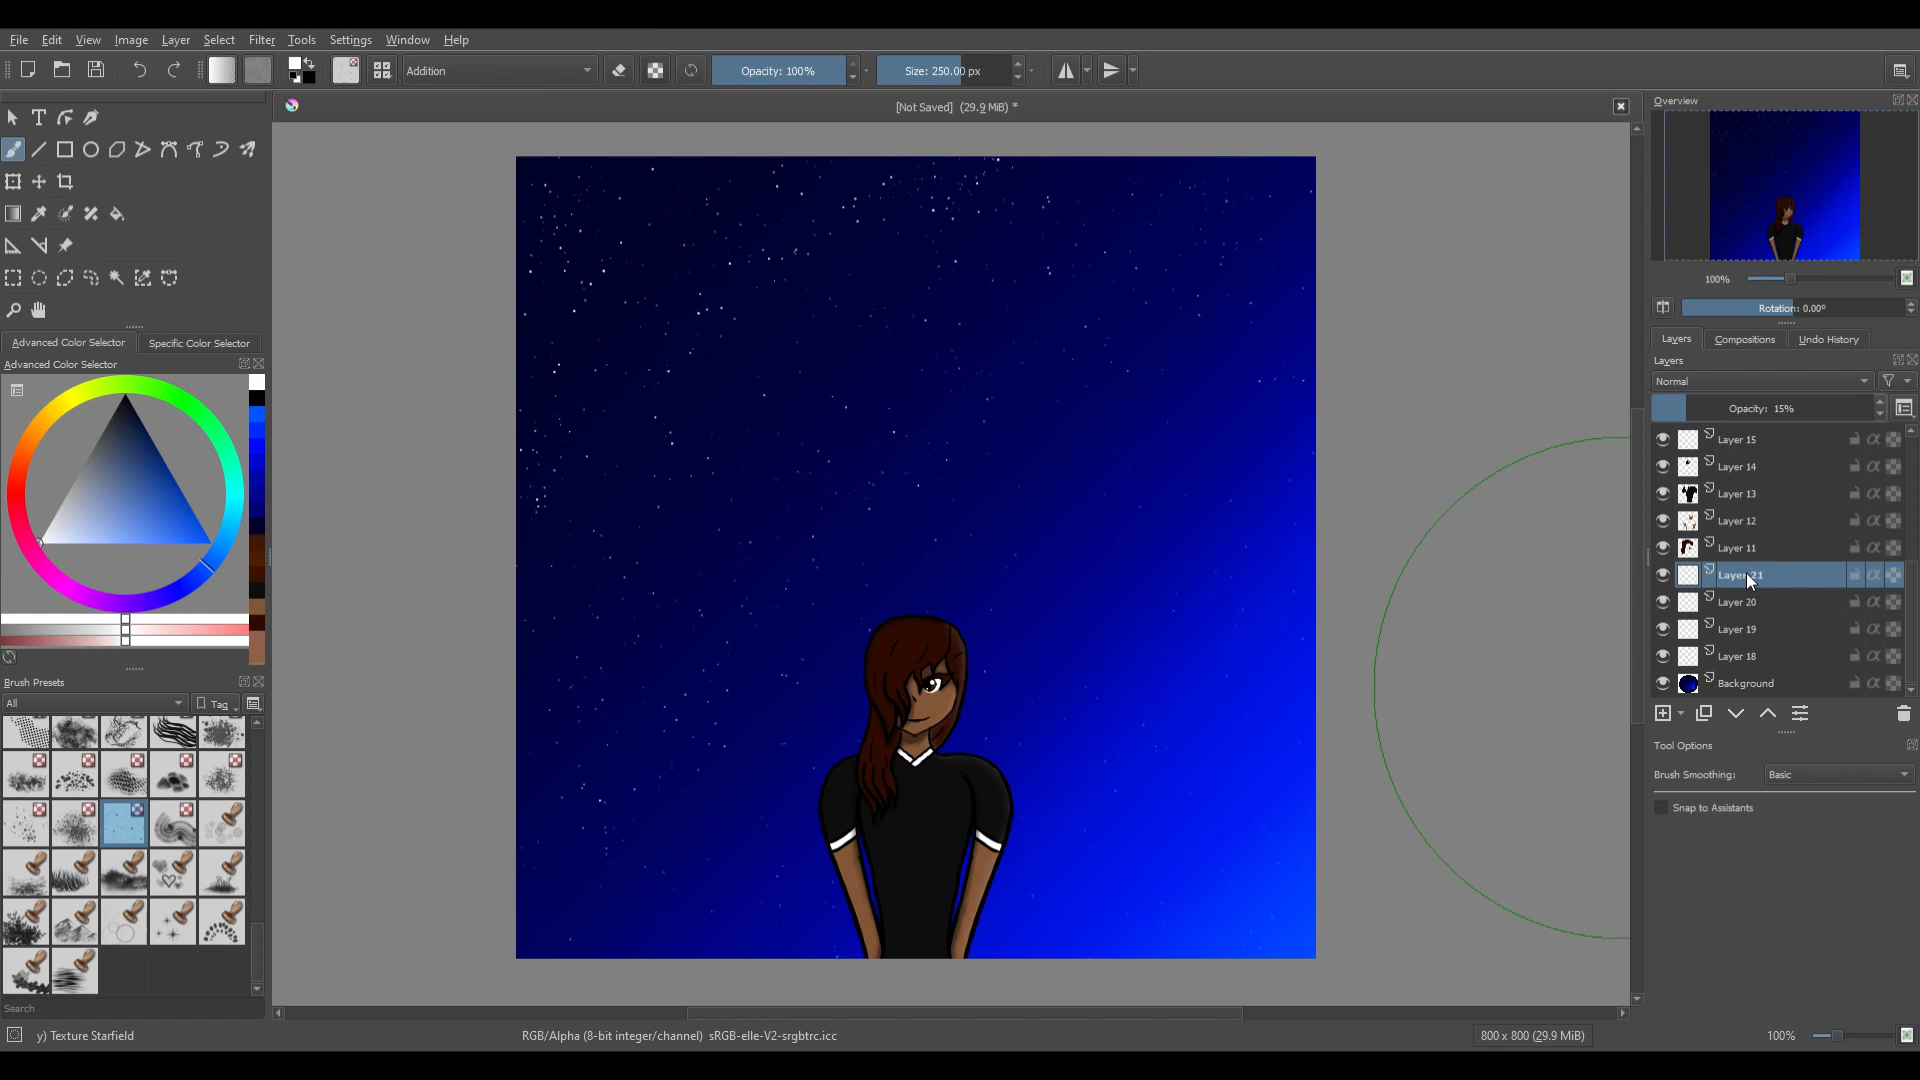 File Edit View Image Layer Select Filter Tools Settings Window Help
Addition Opacity: 100% Size: 250.00 px
[Not Saved] (29.9 MiB) *
Overview
100%
Rotation: 0.00°
Advanced Color Selector Specific Color Selector
Advanced Color Selector
Layers Compositions Undo History
Layers
Normal
Opacity: 15%
Layer 15
Layer 14
Layer 13
Layer 12
Layer 11
Layer 21
Layer 20
Layer 19
Layer 18
Background
Brush Presets
All Tag
Tool Options
Brush Smoothing: Basic
Snap to Assistants
Search
y) Texture Starfield RGB/Alpha (8-bit integer/channel) sRGB-elle-V2-srgbtrc.icc 800 x 800 (29.9 MiB) 100%